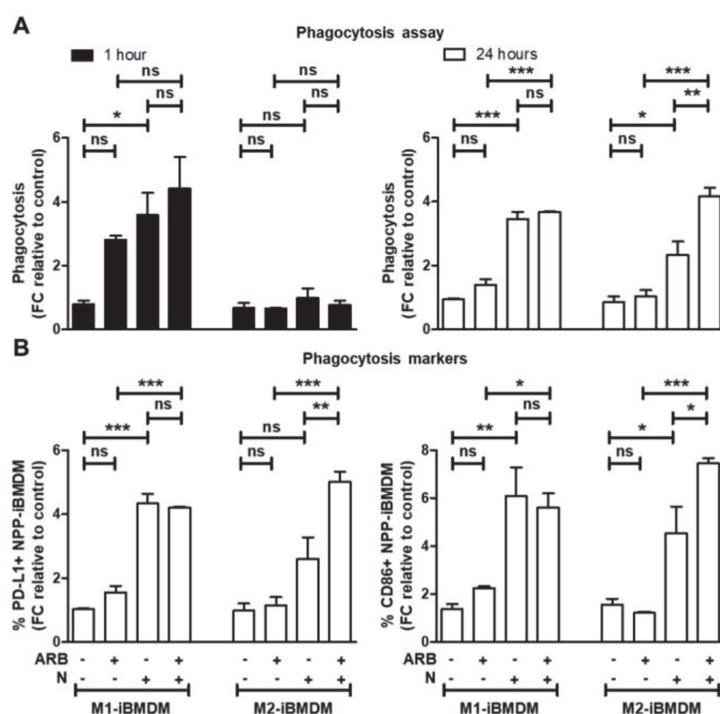 A
Phagocytosis assay
1 hour
24 hours
ns
ns
*** 
***
ns
ns
ns
**
*
ns
***
*
ns
ns
ns
ns
6
4
2
0
Phagocytosis
(FC relative to control)
6
4
2
0
Phagocytosis
(FC relative to control)
B
Phagocytosis markers
***
***
*
***
ns
**
ns
*
***
ns
**
*
ns
ns
ns
ns
6
4
2
0
% PD-L1+ NPP-iBMDM
(FC relative to control)
8
6
4
2
0
% CD86+ NPP-iBMDM
(FC relative to control)
ARB - + - + - + - +
N - - + + - - + +
M1-iBMDM M2-iBMDM
ARB - + - + - + - +
N - - + + - - + +
M1-iBMDM M2-iBMDM